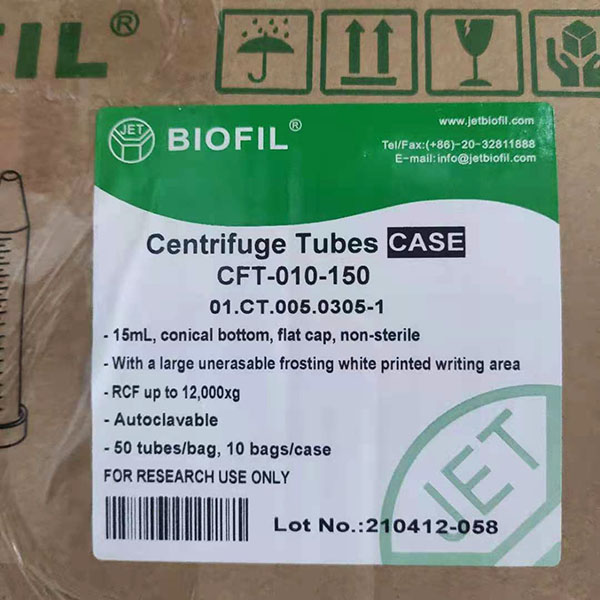 FIL®
JET BIOFIL®
www.jetbiofil.com
Tel/Fax:(+86)-20-32811888
E-mail:info@jetbiofil.com
Centrifuge Tubes CASE
CFT-010-150
01.CT.005.0305-1
- 15mL, conical bottom, flat cap, non-sterile
- With a large unerasable frosting white printed writing area
- RCF up to 12,000xg
- Autoclavable
- 50 tubes/bag, 10 bags/case
FOR RESEARCH USE ONLY
Lot No.:210412-058
JET